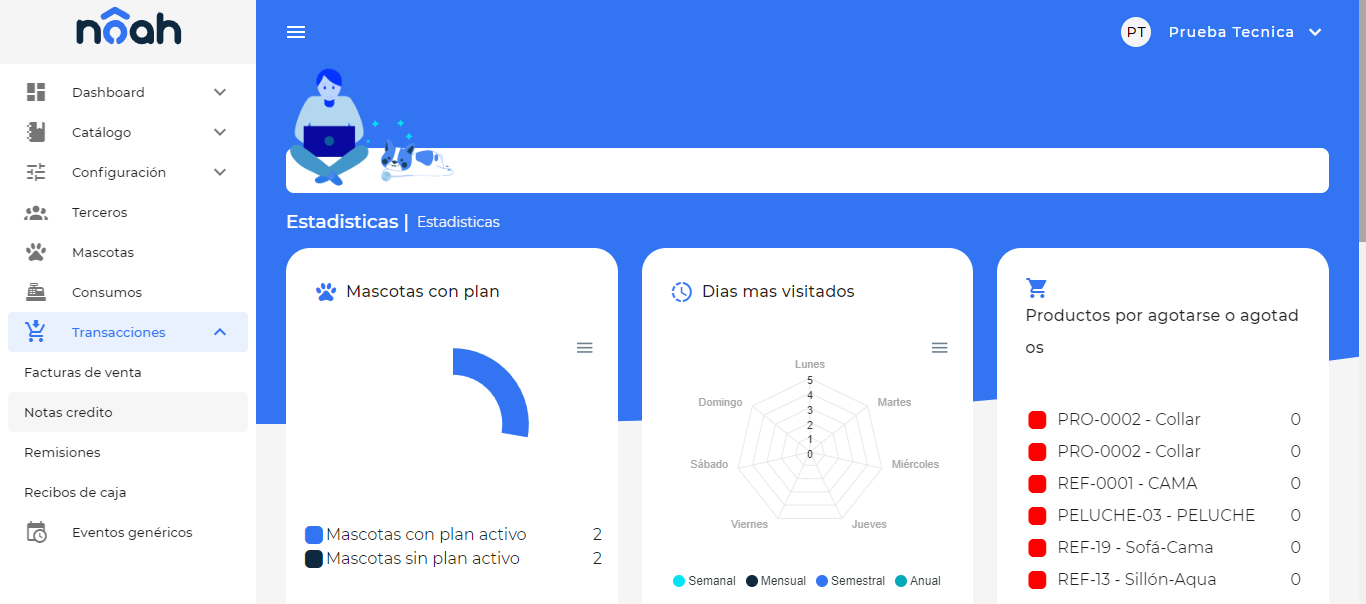 nôah
PT Prueba Tecnica
Dashboard
Catálogo
Configuración
Terceros
Mascotas
Consumos
Transacciones
Facturas de venta
Notas credito
Remisiones
Recibos de caja
Eventos genéricos
Estadisticas | Estadisticas
Mascotas con plan
Mascotas con plan activo 2
Mascotas sin plan activo 2
Dias mas visitados
Lunes
5
4
3
2
1
0
Martes
Miércoles
Jueves
Viernes
Sábado
Domingo
Semanal Mensual Semestral Anual
Productos por agotarse o agotad
os
PRO-0002 - Collar 0
PRO-0002 - Collar 0
REF-0001 - CAMA 0
PELUCHE-03 - PELUCHE 0
REF-19 - Sofá-Cama 0
REF-13 - Sillón-Aqua 0